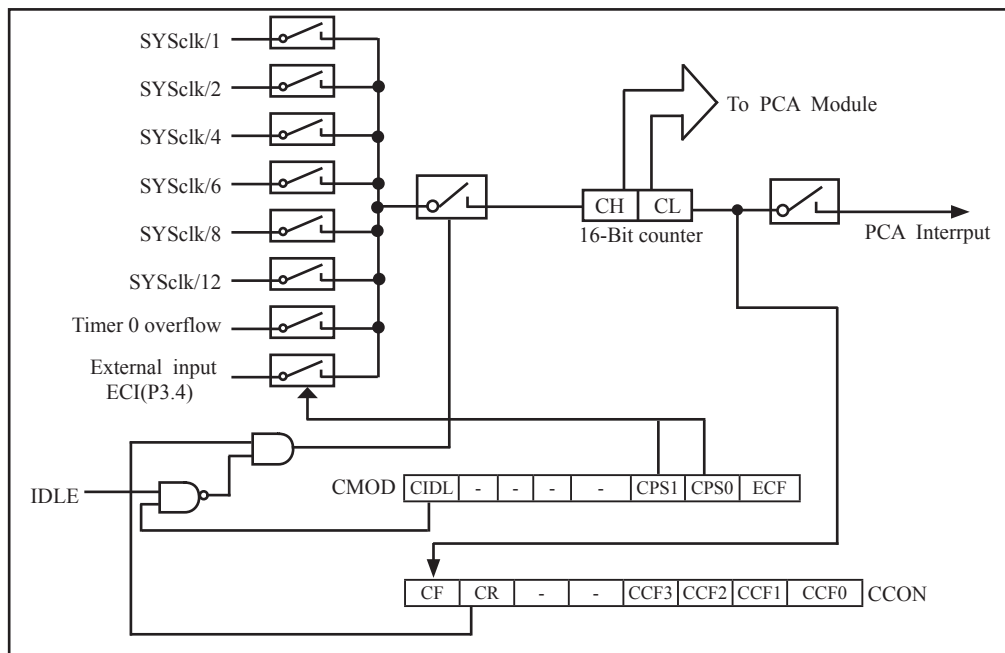 SYSclk/1
SYSclk/2
SYSclk/4
SYSclk/6
SYSclk/8
SYSclk/12
Timer 0 overflow
External input
ECI(P3.4)
To PCA Module
CH CL
16-Bit counter
PCA Interrput
IDLE
CMOD CIDL - - - - CPS1 CPS0 ECF
CF CR - - CCF3 CCF2 CCF1 CCF0 CCON